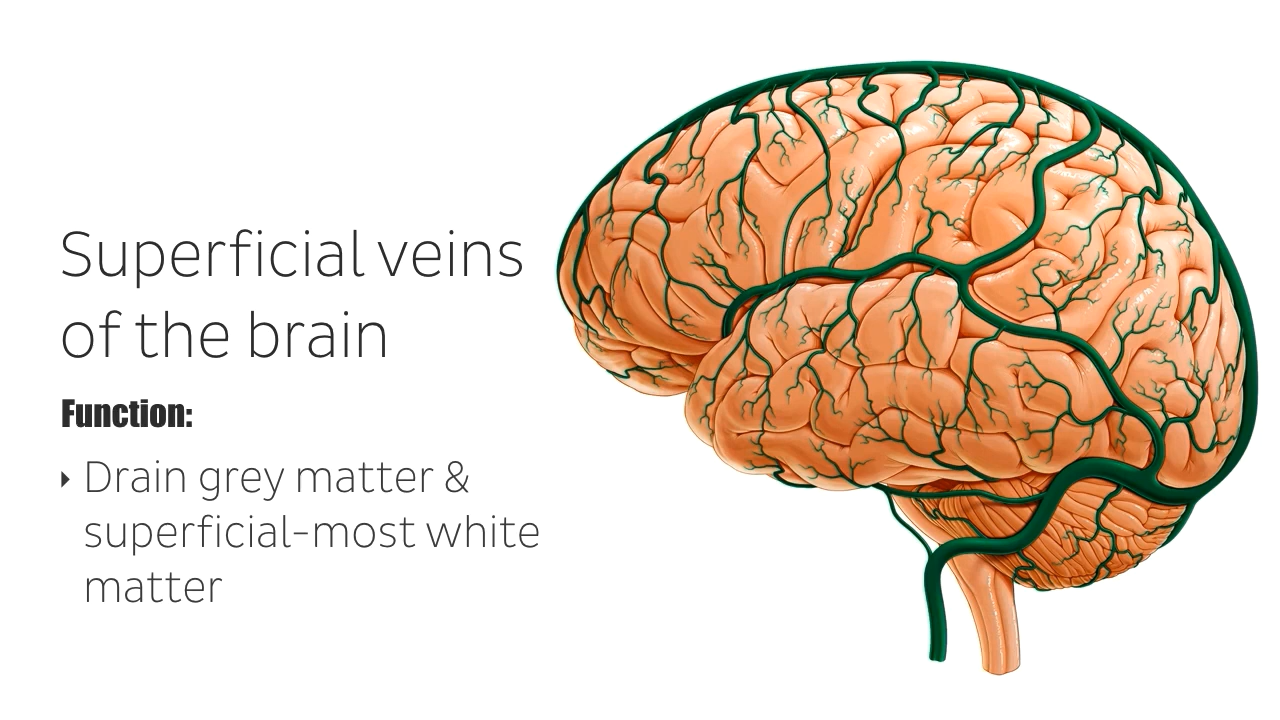 Superficial veins
of the brain
Function:
Drain grey matter &
superficial-most white
matter